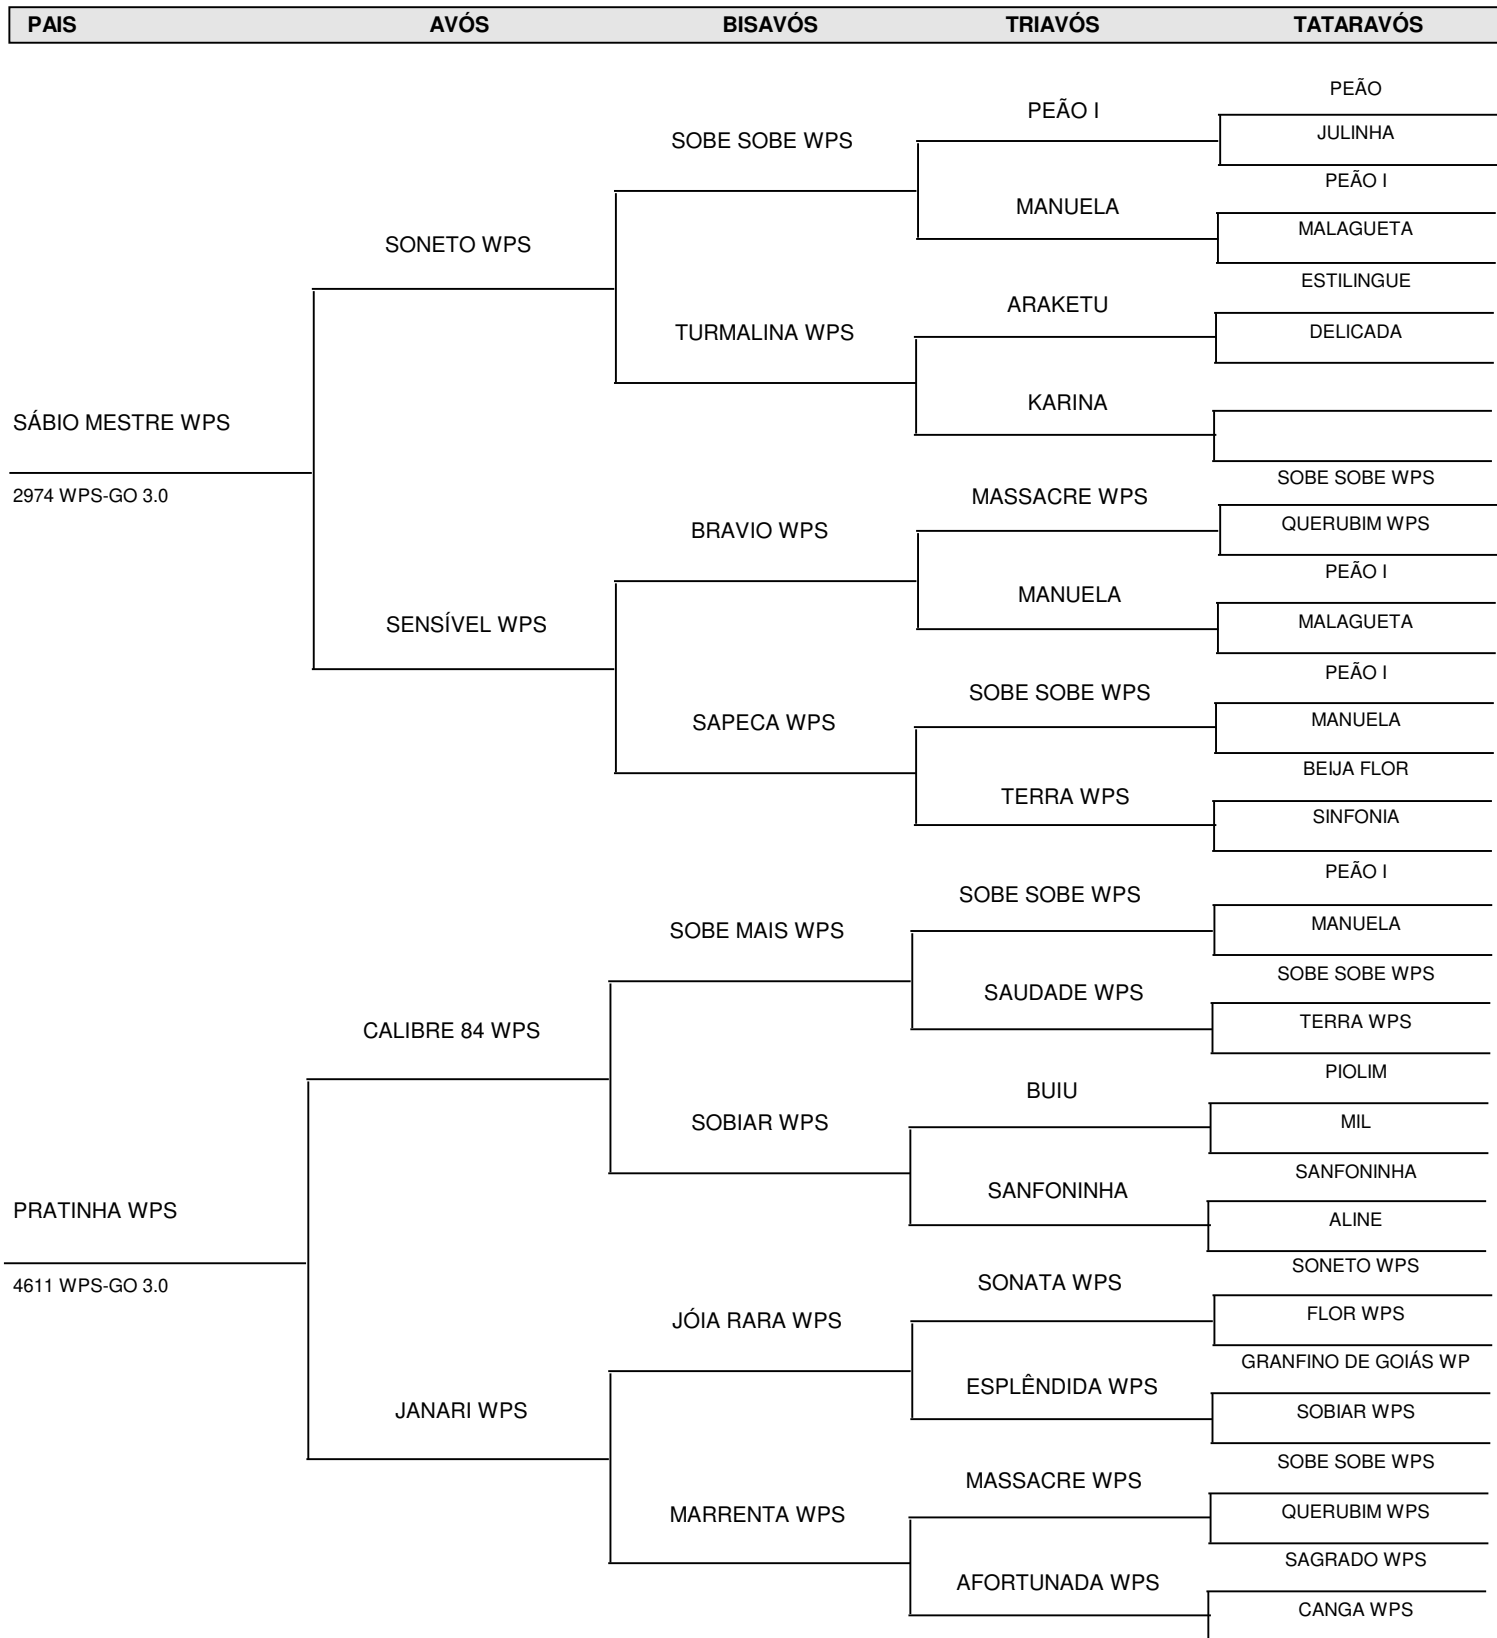 PAIS AVÓS BISAVÓS TRIAVÓS TATARAVÓS
PEÃO
PEÃO I
JULINHA
SOBE SOBE WPS
PEÃO I
MANUELA
MALAGUETA
SONETO WPS
ESTILINGUE
ARAKETU
TURMALINA WPS
DELICADA
KARINA
SÁBIO MESTRE WPS
SOBE SOBE WPS
2974 WPS-GO 3.0
MASSACRE WPS
QUERUBIM WPS
BRAVIO WPS
PEÃO I
MANUELA
MALAGUETA
SENSÍVEL WPS
PEÃO I
SOBE SOBE WPS
MANUELA
SAPECA WPS
BEIJA FLOR
TERRA WPS
SINFONIA
PEÃO I
SOBE SOBE WPS
MANUELA
SOBE MAIS WPS
SOBE SOBE WPS
SAUDADE WPS
TERRA WPS
CALIBRE 84 WPS
PIOLIM
BUIU
MIL
SOBIAR WPS
SANFONINHA
SANFONINHA
PRATINHA WPS
ALINE
SONETO WPS
4611 WPS-GO 3.0
SONATA WPS
FLOR WPS
JÓIA RARA WPS
GRANFINO DE GOIÁS WP
ESPLÊNDIDA WPS
JANARI WPS
SOBIAR WPS
SOBE SOBE WPS
MASSACRE WPS
QUERUBIM WPS
MARRENTA WPS
SAGRADO WPS
AFORTUNADA WPS
CANGA WPS